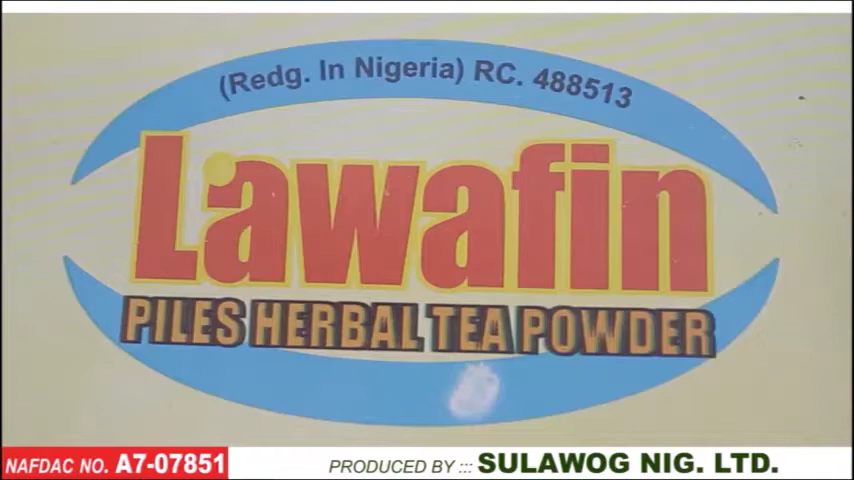 (Redg. In Nigeria) RC. 488513
Lawafin
PILES HERBAL TEA POWDER
NAFDAC NO. A7-07851
PRODUCED BY ::: SULAWOG NIG. LTD.